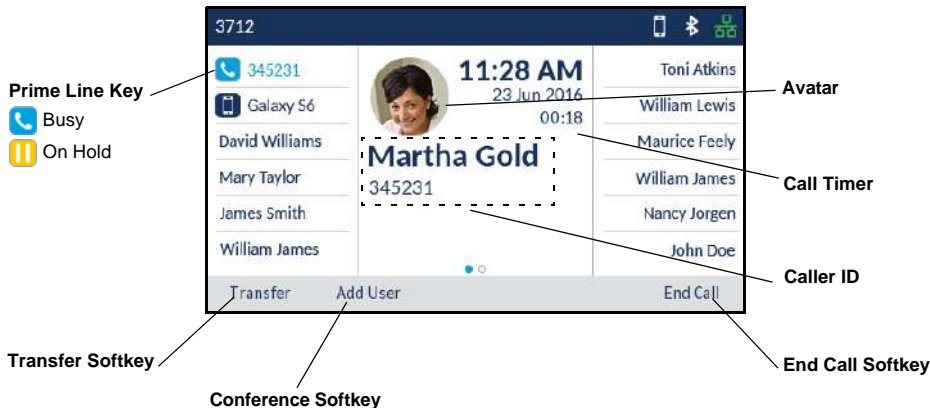 3712
Prime Line Key
Busy
On Hold
345231
Galaxy S6
David Williams
Mary Taylor
James Smith
William James
11:28 AM
23 Jun 2016
00:18
Martha Gold
345231
Toni Atkins
William Lewis
Maurice Feely
William James
Nancy Jorgen
John Doe
Avatar
Call Timer
Caller ID
Transfer
Add User
End Call
Transfer Softkey
Conference Softkey
End Call Softkey